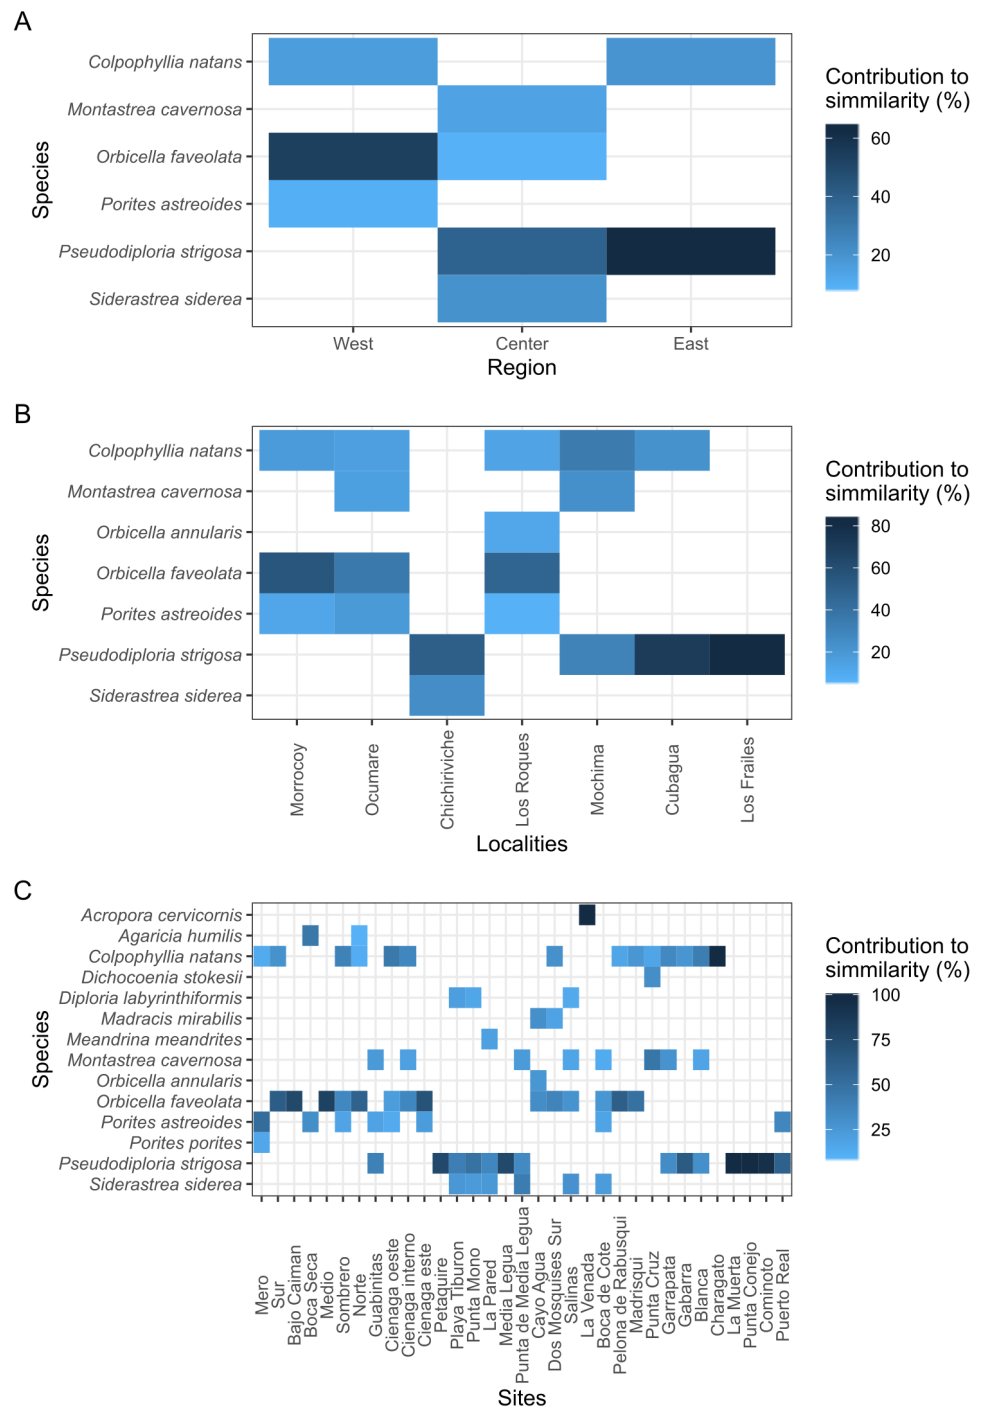 A
Colpophyllia natans
Montastrea cavernosa
Orbicella faveolata
Porites astreoides
Pseudodiploria strigosa
Siderastrea siderea
Species
West
Center
East
Region
Contribution to
simmilarity (%)
60
40
20
B
Colpophyllia natans
Montastrea cavernosa
Orbicella annularis
Orbicella faveolata
Porites astreoides
Pseudodiploria strigosa
Siderastrea siderea
Species
Morrocoy
Ocumare
Chichiriviche
Los Roques
Mochima
Cubagua
Los Frailes
Localities
Contribution to
simmilarity (%)
80
60
40
20
C
Acropora cervicornis
Agaricia humilis
Colpophyllia natans
Dichocoenia stokesii
Diploria labyrinthiformis
Madracis mirabilis
Meandrina meandrites
Montastrea cavernosa
Orbicella annularis
Orbicella faveolata
Porites astreoides
Porites porites
Pseudodiploria strigosa
Siderastrea siderea
Species
Mero
Sur
Bajo Caiman
Boca Seca
Medio
Sombrero
Norte
Guabinitas
Cienaga oeste
Cienaga interno
Cienaga este
Petaquire
Playa Tiburon
Punta Mono
La Pared
Media Legua
Punta de Media Legua
Cayo Agua
Dos Mosquises Sur
Salinas
La Venada
Boca de Cote
Pelona de Rabusqui
Madrisqui
Punta Cruz
Garrapata
Gabarra
Blanca
Charagato
La Muerta
Punta Conejo
Cominoto
Puerto Real
Sites
Contribution to
simmilarity (%)
100
75
50
25